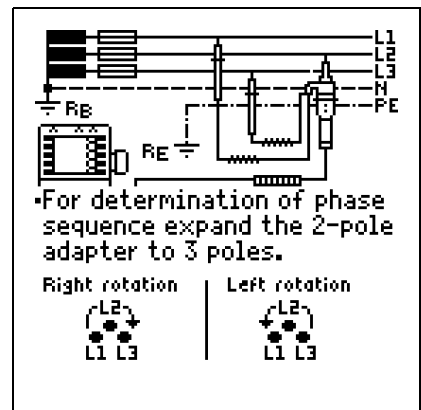 L1
L2
L3
N
PE
RB
RE
•For determination of phase
sequence expand the 2-pole
adapter to 3 poles.
Right rotation
Left rotation
L2
L1 L3
L2
L1 L3